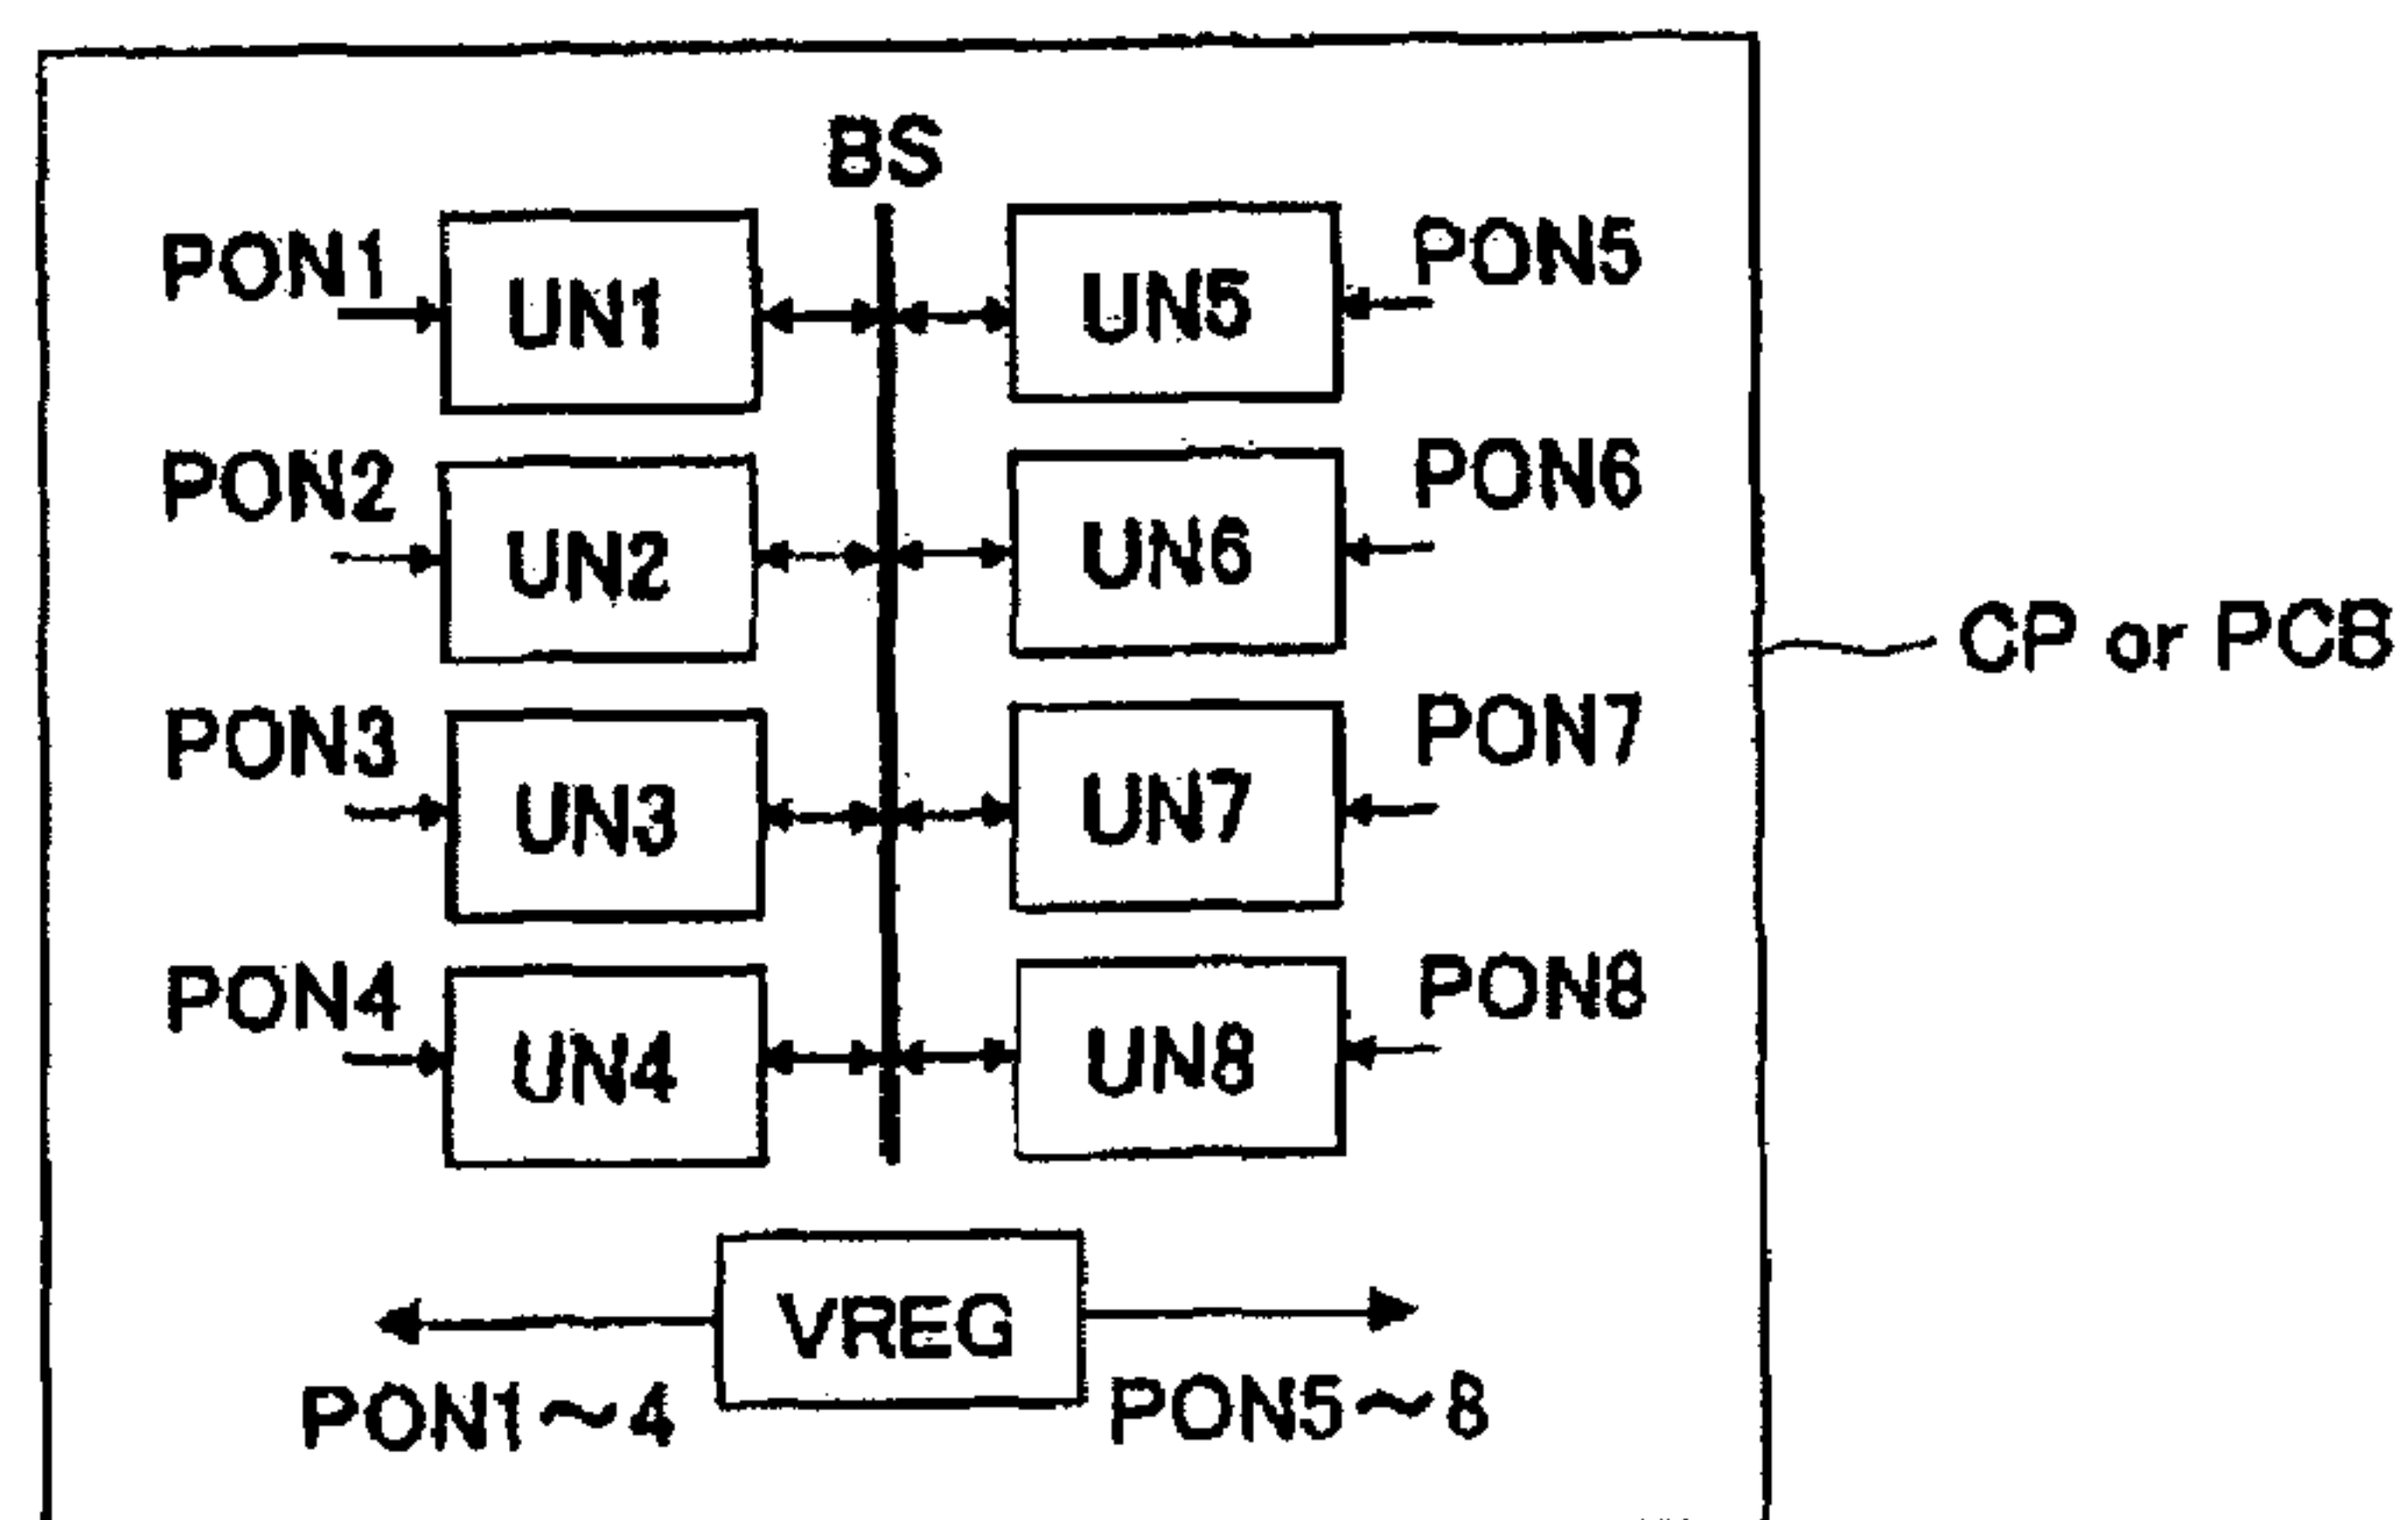 BS
PON1
UN1
UN5
PON5
PON2
UN2
UN6
PON6
CP or PCB
PON3
UN3
UN7
PON7
PON4
UN4
UN8
PON8
VREG
PON1～4
PON5～8